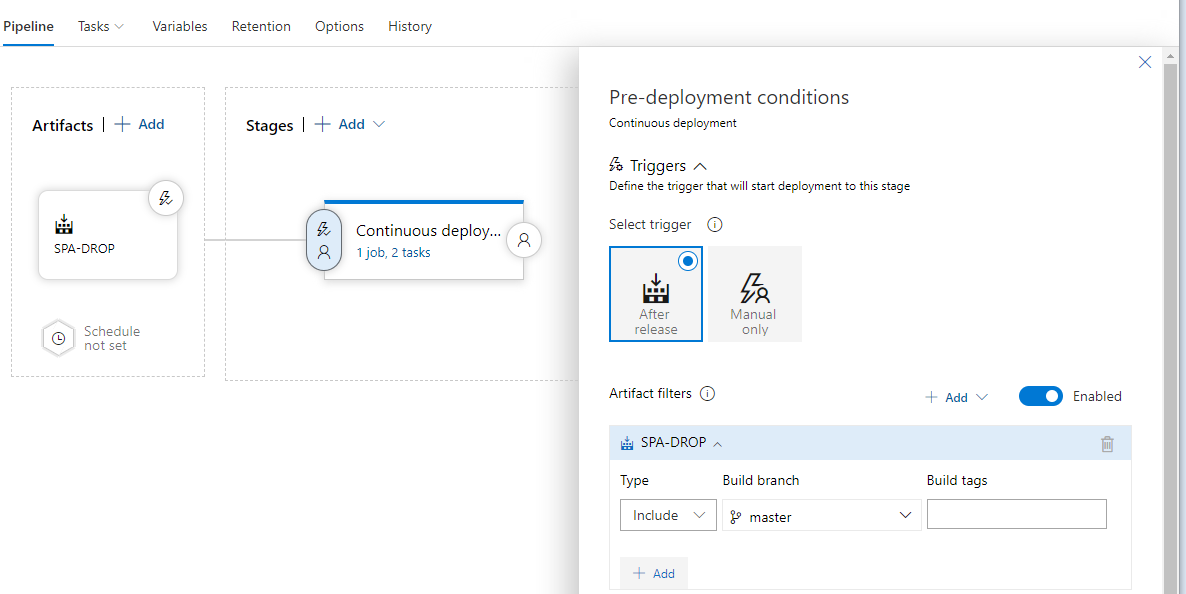 Pipeline Tasks Variables Retention Options History
Artifacts | Add
SPA-DROP
Schedule
not set
Stages | Add
Continuous deploy...
1 job, 2 tasks
Pre-deployment conditions
Continuous deployment
Triggers
Define the trigger that will start deployment to this stage
Select trigger
After
release
Manual
only
Artifact filters
Add
Enabled
SPA-DROP
Type Build branch Build tags
Include master
Add